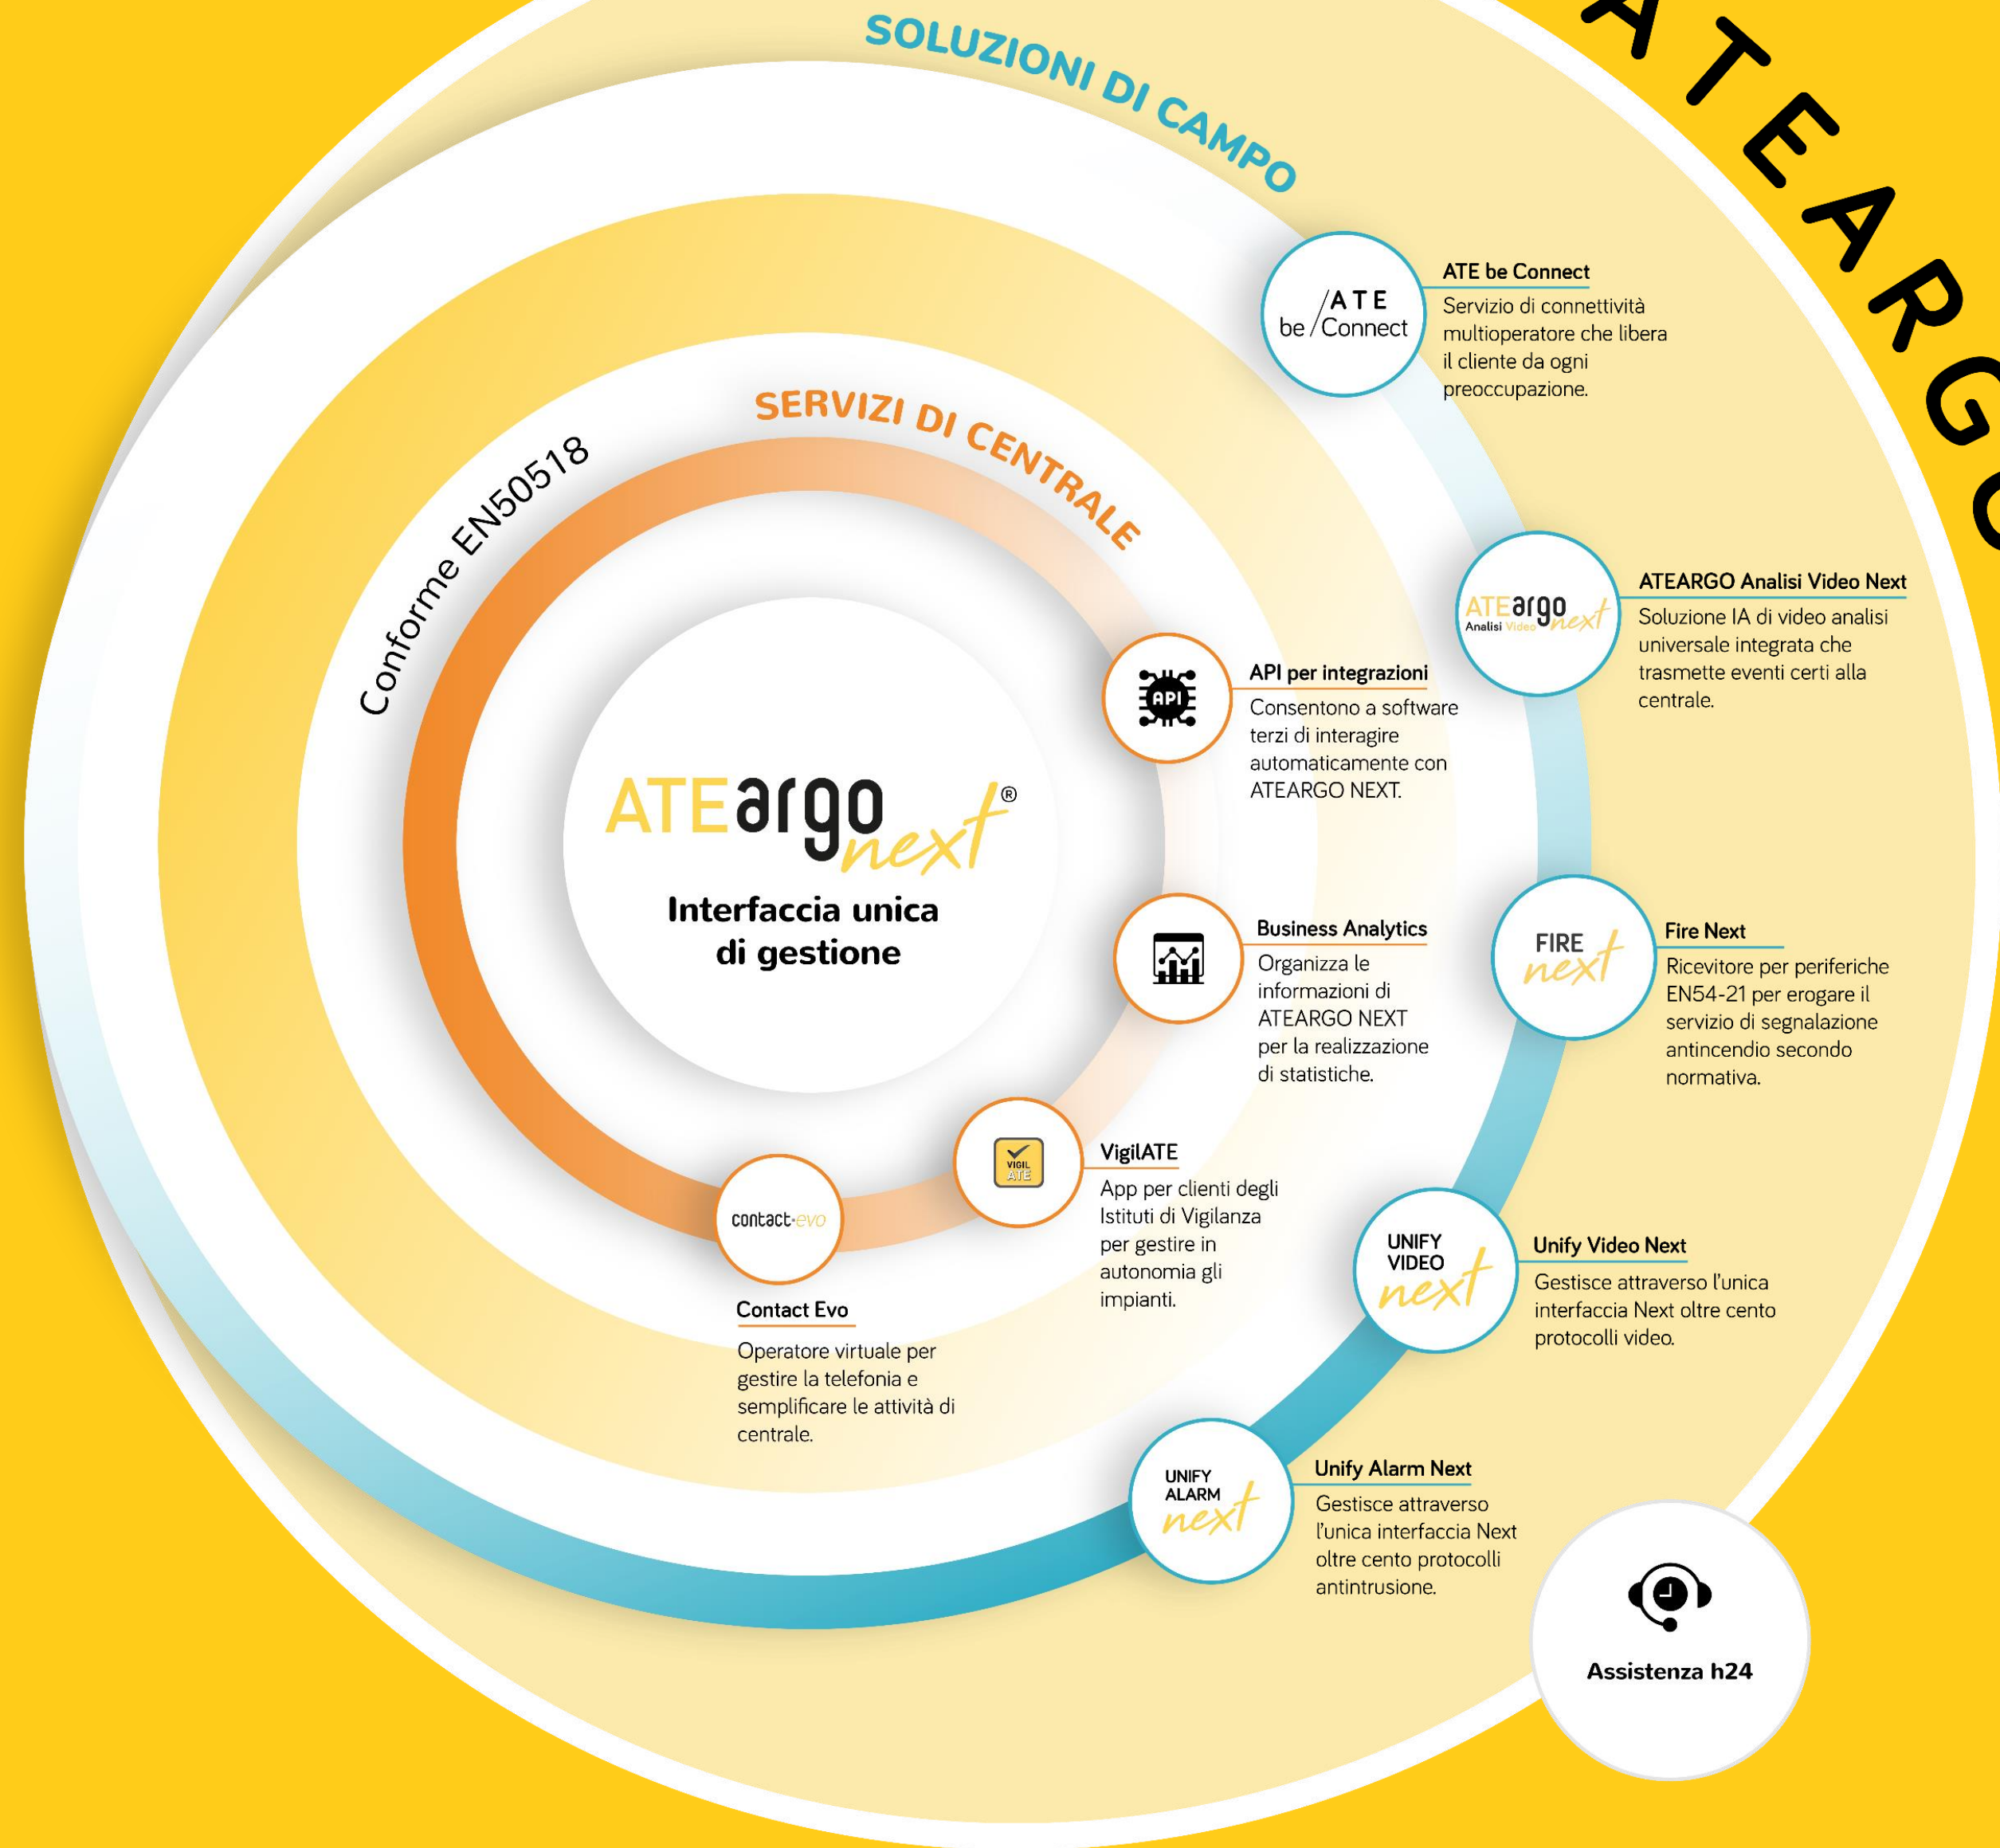 ATEARGO
SOLUZIONI DI CAMPO
ATE
be / Connect
ATE be Connect
Servizio di connettività
multioperatore che libera
il cliente da ogni
preoccupazione.
SERVIZI DI CENTRALE
Conforme EN50518
ATEargo
Analisi Video next
ATEARGO Analisi Video Next
Soluzione IA di video analisi
universale integrata che
trasmette eventi certi alla
centrale.
API
API per integrazioni
Consentono a software
terzi di interagire
automaticamente con
ATEARGO NEXT.
ATEargo
next®
Interfaccia unica
di gestione
Business Analytics
Organizza le
informazioni di
ATEARGO NEXT
per la realizzazione
di statistiche.
FIRE
next
Fire Next
Ricevitore per periferiche
EN54-21 per erogare il
servizio di segnalazione
antincendio secondo
normativa.
VIGIL
ATE
VigilATE
App per clienti degli
Istituti di Vigilanza
per gestire in
autonomia gli
impianti.
contact-evo
Contact Evo
Operatore virtuale per
gestire la telefonia e
semplificare le attività di
centrale.
UNIFY
VIDEO
next
Unify Video Next
Gestisce attraverso l'unica
interfaccia Next oltre cento
protocolli video.
UNIFY
ALARM
next
Unify Alarm Next
Gestisce attraverso
l'unica interfaccia Next
oltre cento protocolli
antintrusione.
Assistenza h24